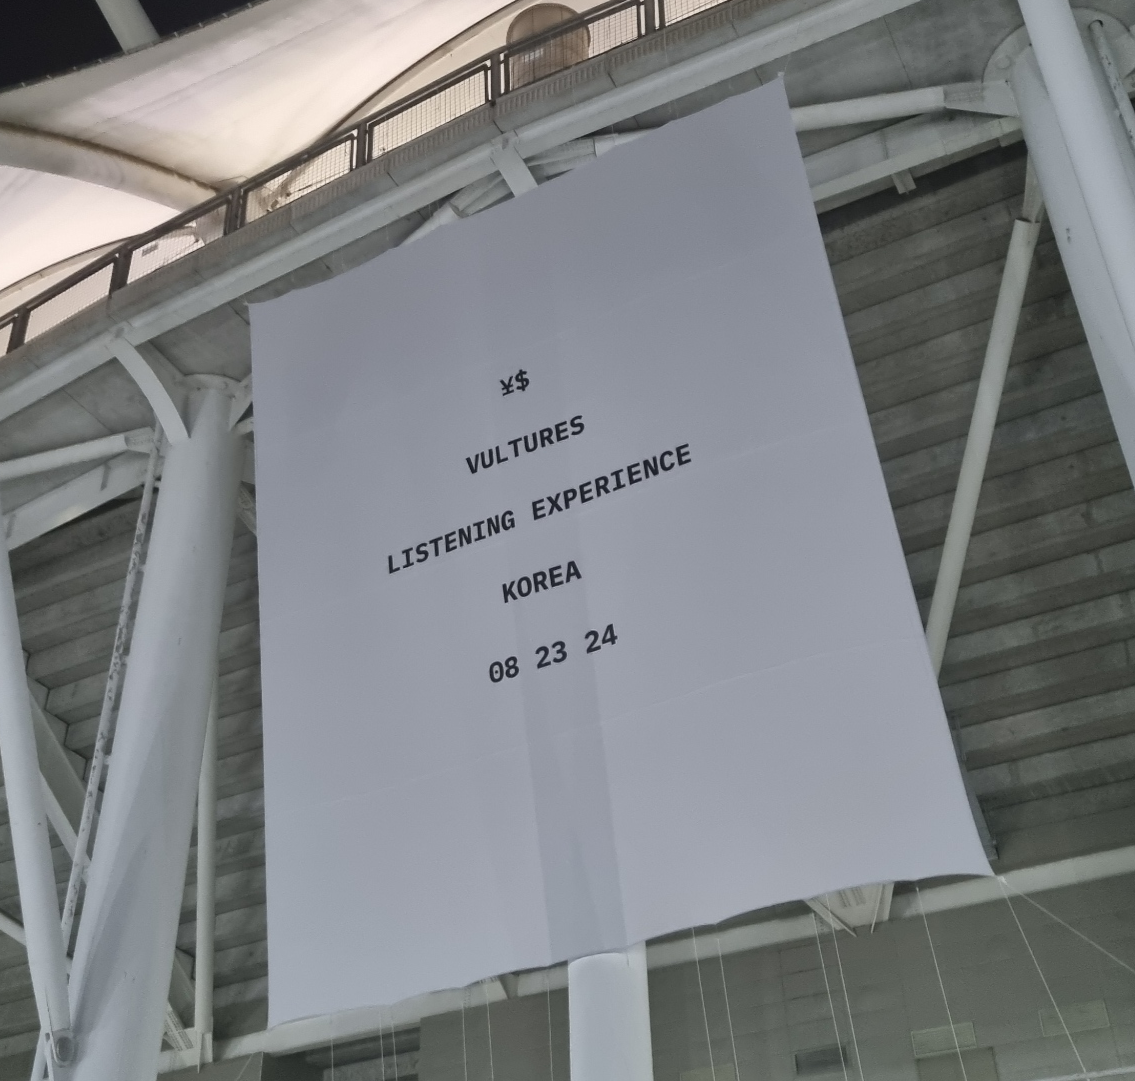 ¥$
VULTURES
LISTENING EXPERIENCE
KOREA
08 23 24